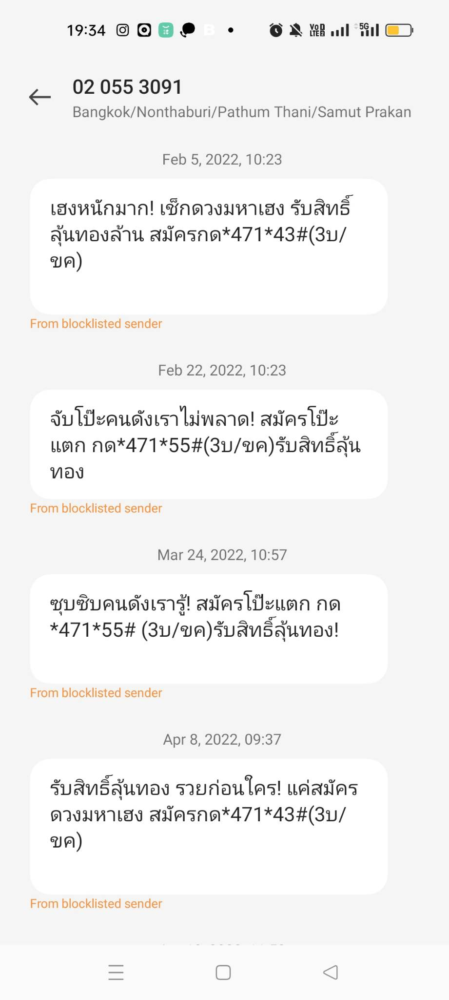 19:34
B
VoD
LTE2
5G
02 055 3091
Bangkok/Nonthaburi/Pathum Thani/Samut Prakan
Feb 5, 2022, 10:23
เฮงหนักมาก! เช็กดวงมหาเฮง รับสิทธิ์
ลุ้นทองล้าน สมัครกด*471*43#(3บ/
ขค)
From blocklisted sender
Feb 22, 2022, 10:23
จับโป๊ะคนดังเราไม่พลาด! สมัครโป๊ะ
แตก กด*471*55#(3บ/ขค)รับสิทธิ์ลุ้น
ทอง
From blocklisted sender
Mar 24, 2022, 10:57
ซุบซิบคนดังเรารู้! สมัครโป๊ะแตก กด
*471*55# (3บ/ขค)รับสิทธิ์ลุ้นทอง!
From blocklisted sender
Apr 8, 2022, 09:37
รับสิทธิ์ลุ้นทอง รวยก่อนใคร! แค่สมัคร
ดวงมหาเฮง สมัครกด*471*43#(3บ/
ขค)
From blocklisted sender